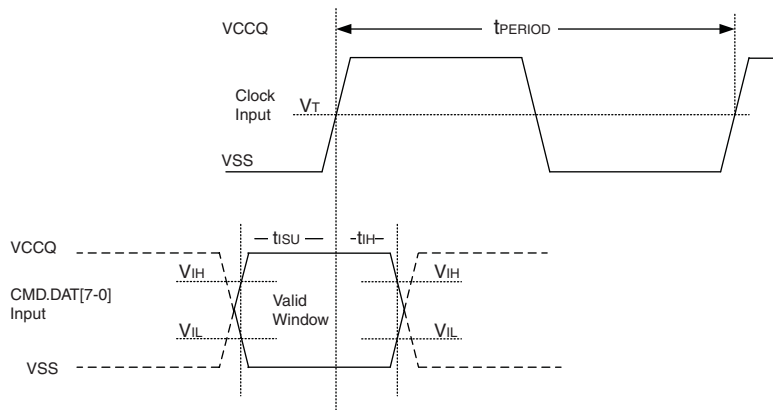 VCCQ
tPERIOD
Clock
Input
VT
VSS
VCCQ
tISU
tIH
VIH
VIH
CMD.DAT[7-0]
Input
Valid
Window
VIL
VIL
VSS